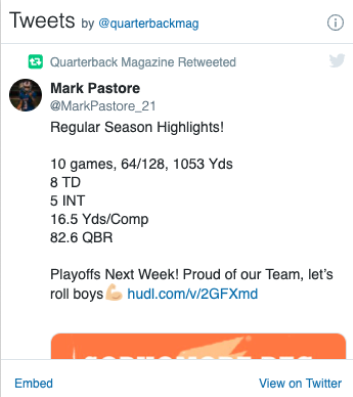 Tweets by @quarterbackmag
Quarterback Magazine Retweeted
Mark Pastore
@MarkPastore_21
Regular Season Highlights!
10 games, 64/128, 1053 Yds
8 TD
5 INT
16.5 Yds/Comp
82.6 QBR
Playoffs Next Week! Proud of our Team, let's
roll boys💪🏼 hudl.com/v/2GFXmd
Embed
View on Twitter